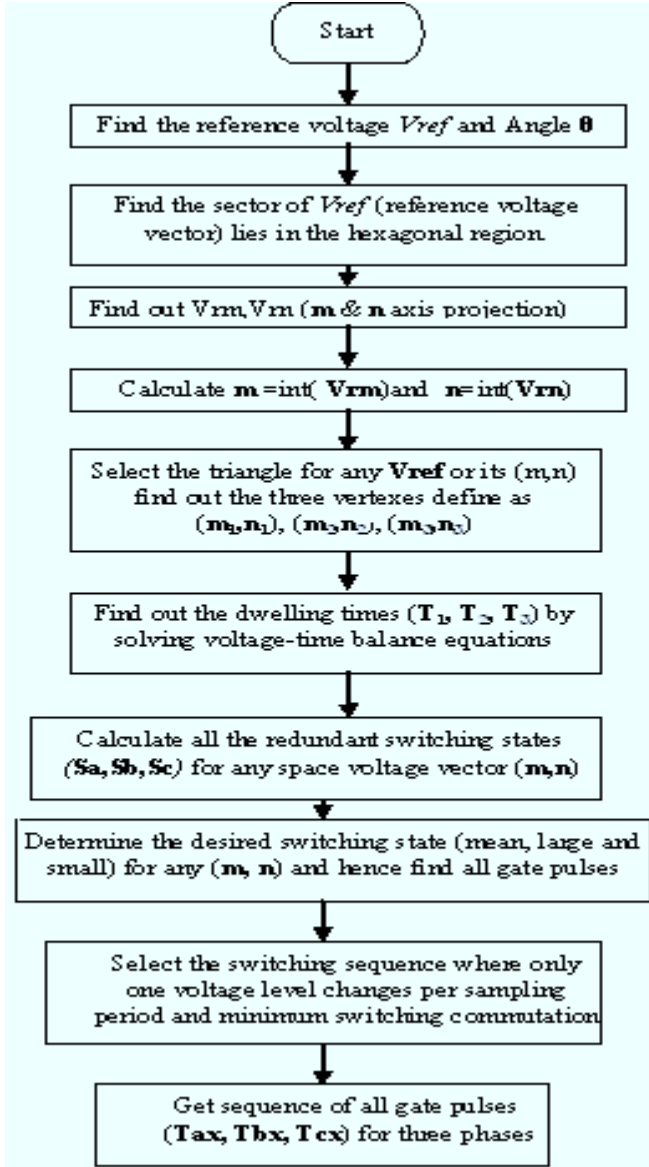 Start
Find the reference voltage Vref and Angle θ
Find the sector of Vref (reference voltage
vector) lies in the hexagonal region.
Find out Vrm,Vrn (m & n axis projection)
Calculate m =int( Vrm)and n=int(Vrn)
Select the triangle for any Vref or its (m,n)
find out the three vertexes define as
(m₁,n₁), (m₂,n₂), (m₃,n₃)
Find out the dwelling times (T₁, T₂, T₃) by
solving voltage-time balance equations
Calculate all the redundant switching states
(Sa, Sb, Sc) for any space voltage vector (m,n)
Determine the desired switching state (mean, large and
small) for any (m, n) and hence find all gate pulses
Select the switching sequence where only
one voltage level changes per sampling
period and minimum switching commutation.
Get sequence of all gate pulses
(Tax, Tbx, Tcx) for three phases